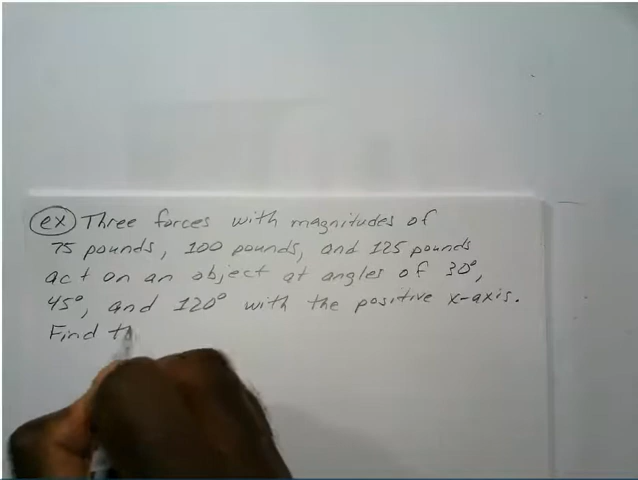 ex Three forces with magnitudes of
75 pounds, 100 pounds, and 125 pounds
act on an object at angles of 30°,
45°, and 120° with the positive x-axis.
Find th